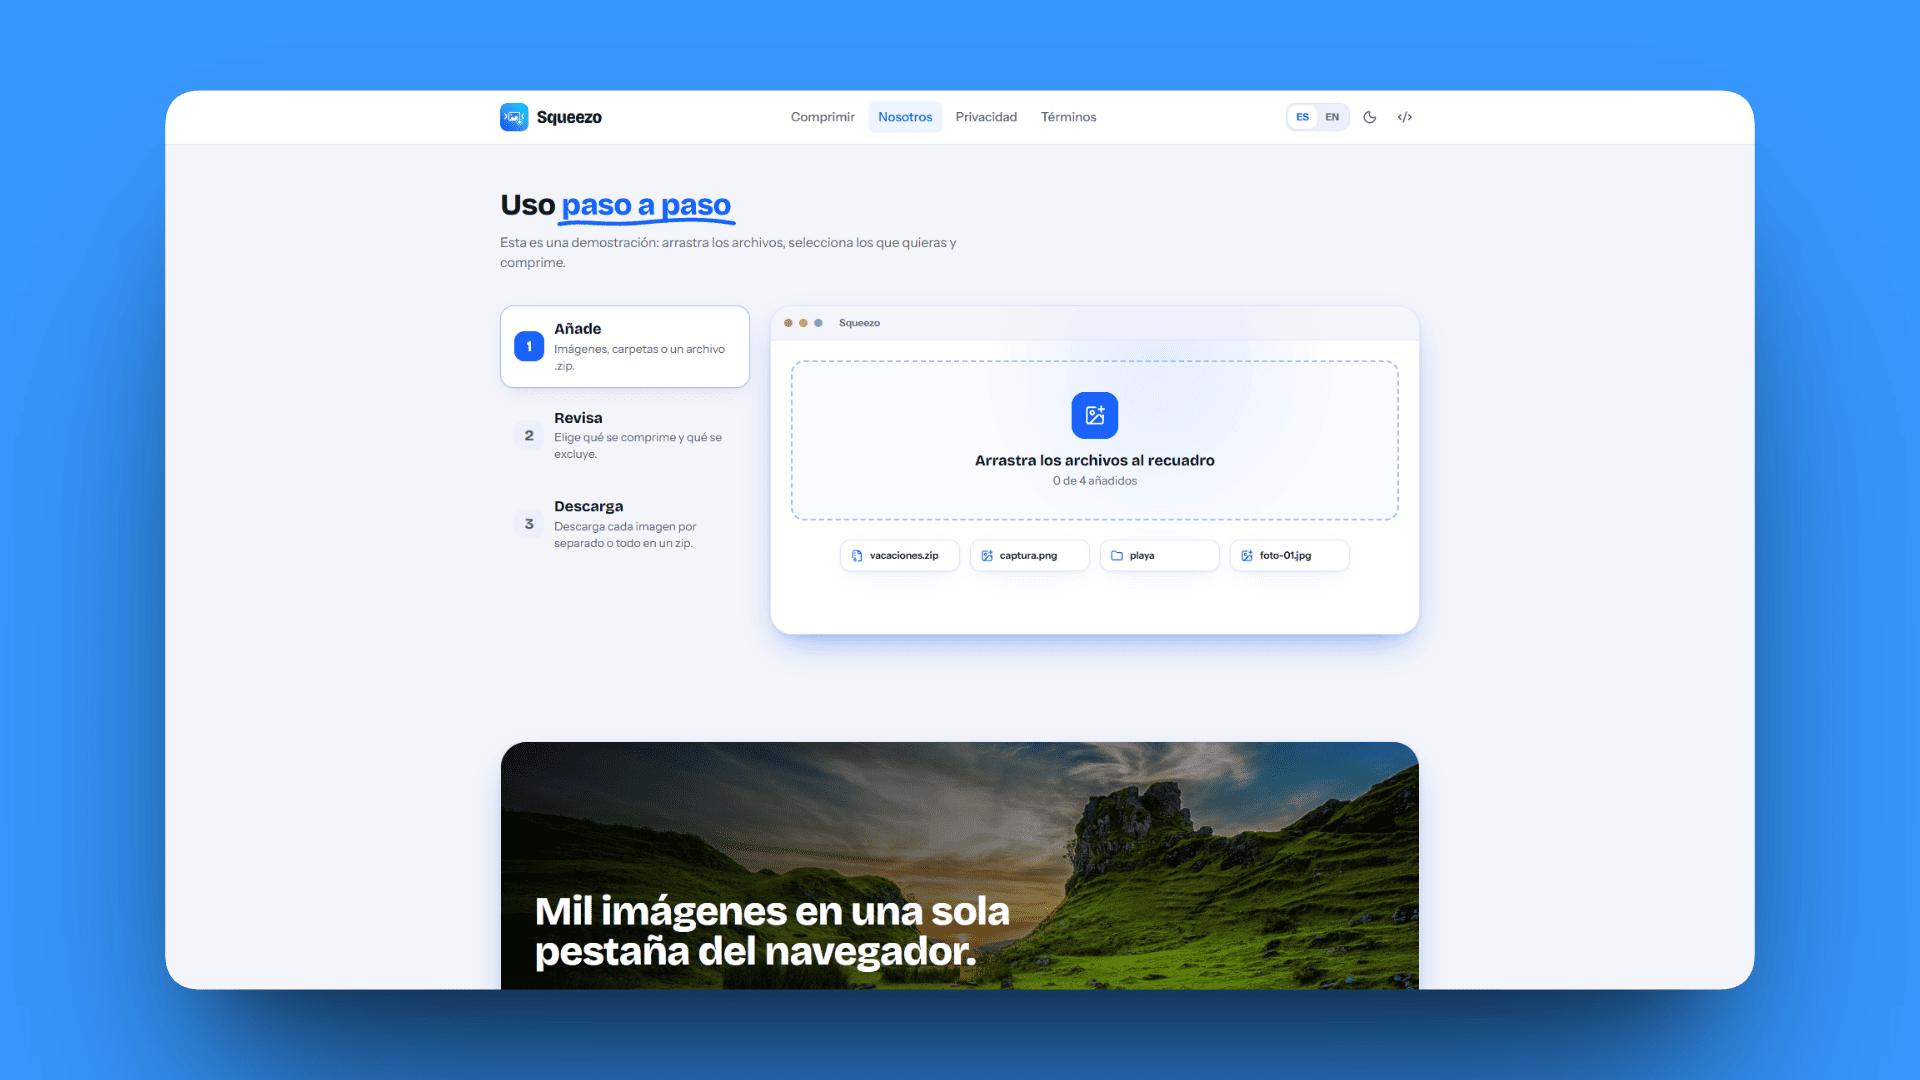 Squeezo
Comprimir
Nosotros
Privacidad
Términos
ES
EN
Uso paso a paso
Esta es una demostración: arrastra los archivos, selecciona los que quieras y
comprime.
1
Añade
Imágenes, carpetas o un archivo
.zip.
2
Revisa
Elige qué se comprime y qué se
excluye.
3
Descarga
Descarga cada imagen por
separado o todo en un zip.
Squeezo
Arrastra los archivos al recuadro
0 de 4 añadidos
vacaciones.zip
captura.png
playa
foto-01.jpg
Mil imágenes en una sola
pestaña del navegador.